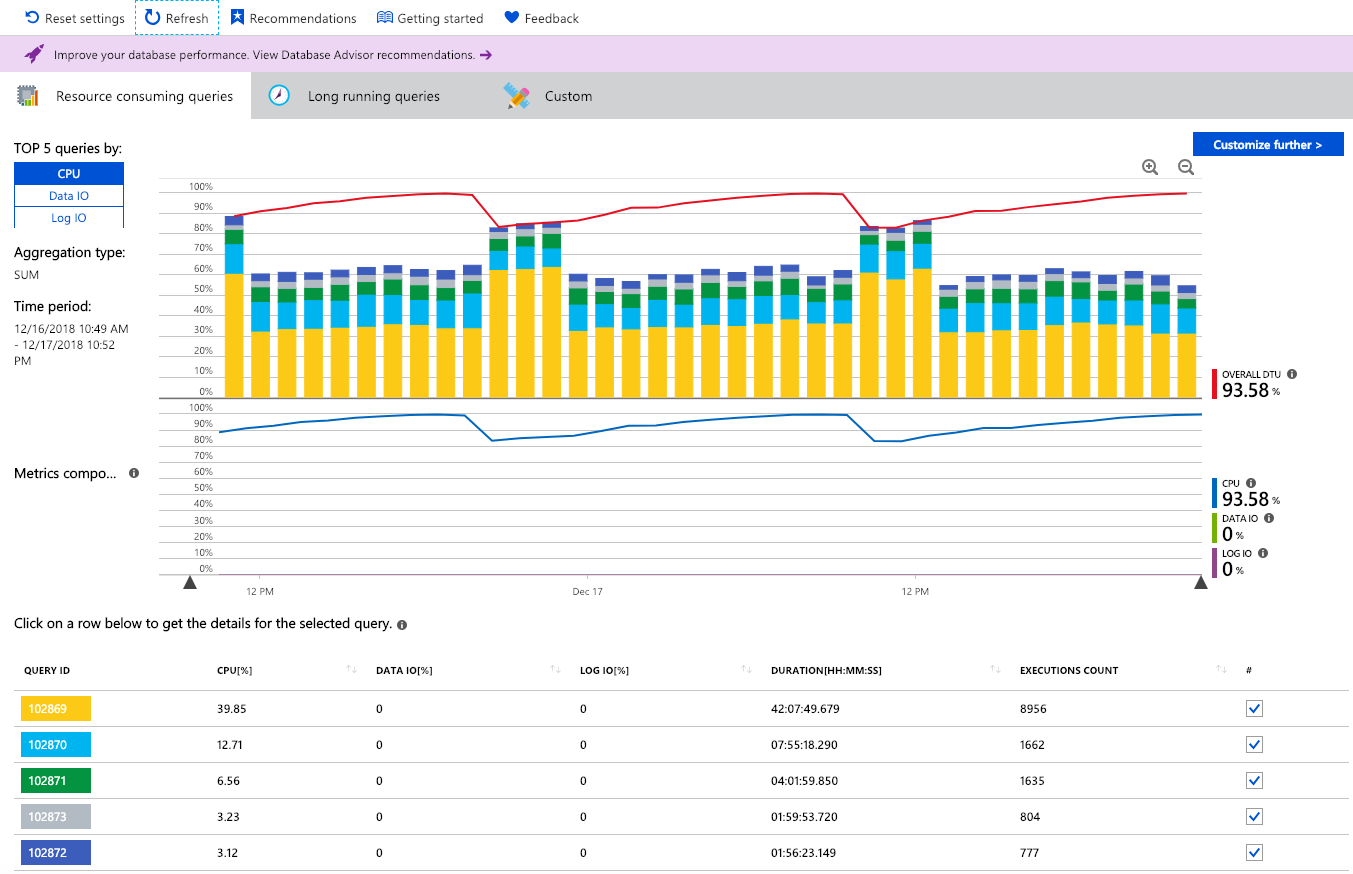 Reset settings Refresh Recommendations Getting started Feedback
Improve your database performance. View Database Advisor recommendations.
Resource consuming queries Long running queries Custom
Customize further >
TOP 5 queries by:
CPU
Data IO
Log IO
Aggregation type:
SUM
Time period:
12/16/2018 10:49 AM
- 12/17/2018 10:52
PM
100%
90%
80%
70%
60%
50%
40%
30%
20%
10%
0%
OVERALL DTU
93.58 %
Metrics compo...
100%
90%
80%
70%
60%
50%
40%
30%
20%
10%
0%
12 PM Dec 17 12 PM
CPU
93.58 %
DATA IO
0 %
LOG IO
0 %
Click on a row below to get the details for the selected query.
QUERY ID CPU[%] DATA IO[%] LOG IO[%] DURATION[HH:MM:SS] EXECUTIONS COUNT #
102869 39.85 0 0 42:07:49.679 8956
102870 12.71 0 0 07:55:18.290 1662
102871 6.56 0 0 04:01:59.850 1635
102873 3.23 0 0 01:59:53.720 804
102872 3.12 0 0 01:56:23.149 777